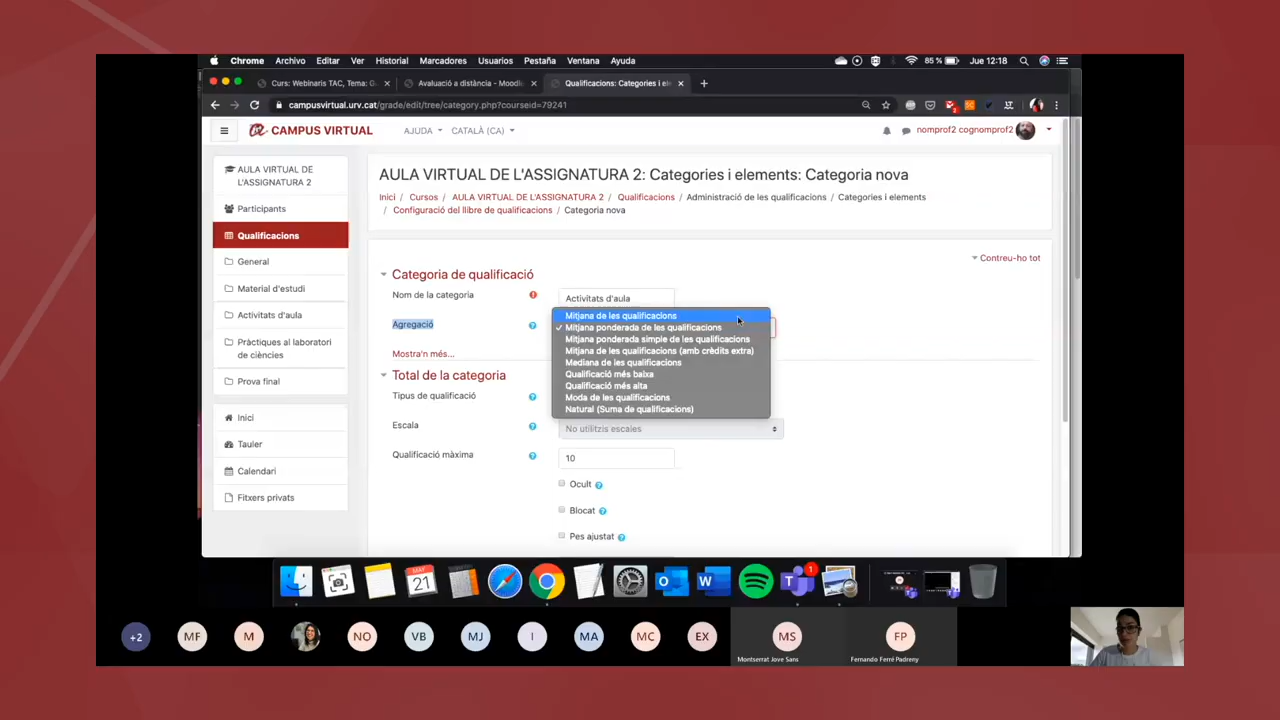 Chrome Archivo Editar Ver Historial Marcadores Usuarios Pestaña Ventana Ayuda 85 % Jue 12:18
Curs: Webinaris TAC, Tema: G Avaluació a distància - Moodle Qualificacions: Categories i el
campusvirtual.urv.cat/grade/edit/tree/category.php?courseid=79241
CAMPUS VIRTUAL AJUDA CATALÀ (CA) nomprof2 cognomprof2
AULA VIRTUAL DE L'ASSIGNATURA 2
Participants
Qualificacions
General
Material d'estudi
Activitats d'aula
Pràctiques al laboratori de ciències
Prova final
Inici
Tauler
Calendari
Fitxers privats
AULA VIRTUAL DE L'ASSIGNATURA 2: Categories i elements: Categoria nova
Inici / Cursos / AULA VIRTUAL DE L'ASSIGNATURA 2 / Qualificacions / Administració de les qualificacions / Categories i elements
/ Configuració del llibre de qualificacions / Categoria nova
Contreu-ho tot
Categoria de qualificació
Nom de la categoria Activitats d'aula
Agregació
Mitjana de les qualificacions
✓ Mitjana ponderada de les qualificacions
Mitjana ponderada simple de les qualificacions
Mitjana de les qualificacions (amb crèdits extra)
Mediana de les qualificacions
Qualificació més baixa
Qualificació més alta
Moda de les qualificacions
Natural (Suma de qualificacions)
Mostra'n més...
Total de la categoria
Tipus de qualificació
Escala No utilitzis escales
Qualificació màxima 10
Ocult
Blocat
Pes ajustat
MAY
21
1
+2 MF M NO VB MJ I MA MC EX MS FP
Montserrat Jove Sans Fernando Ferré Padreny